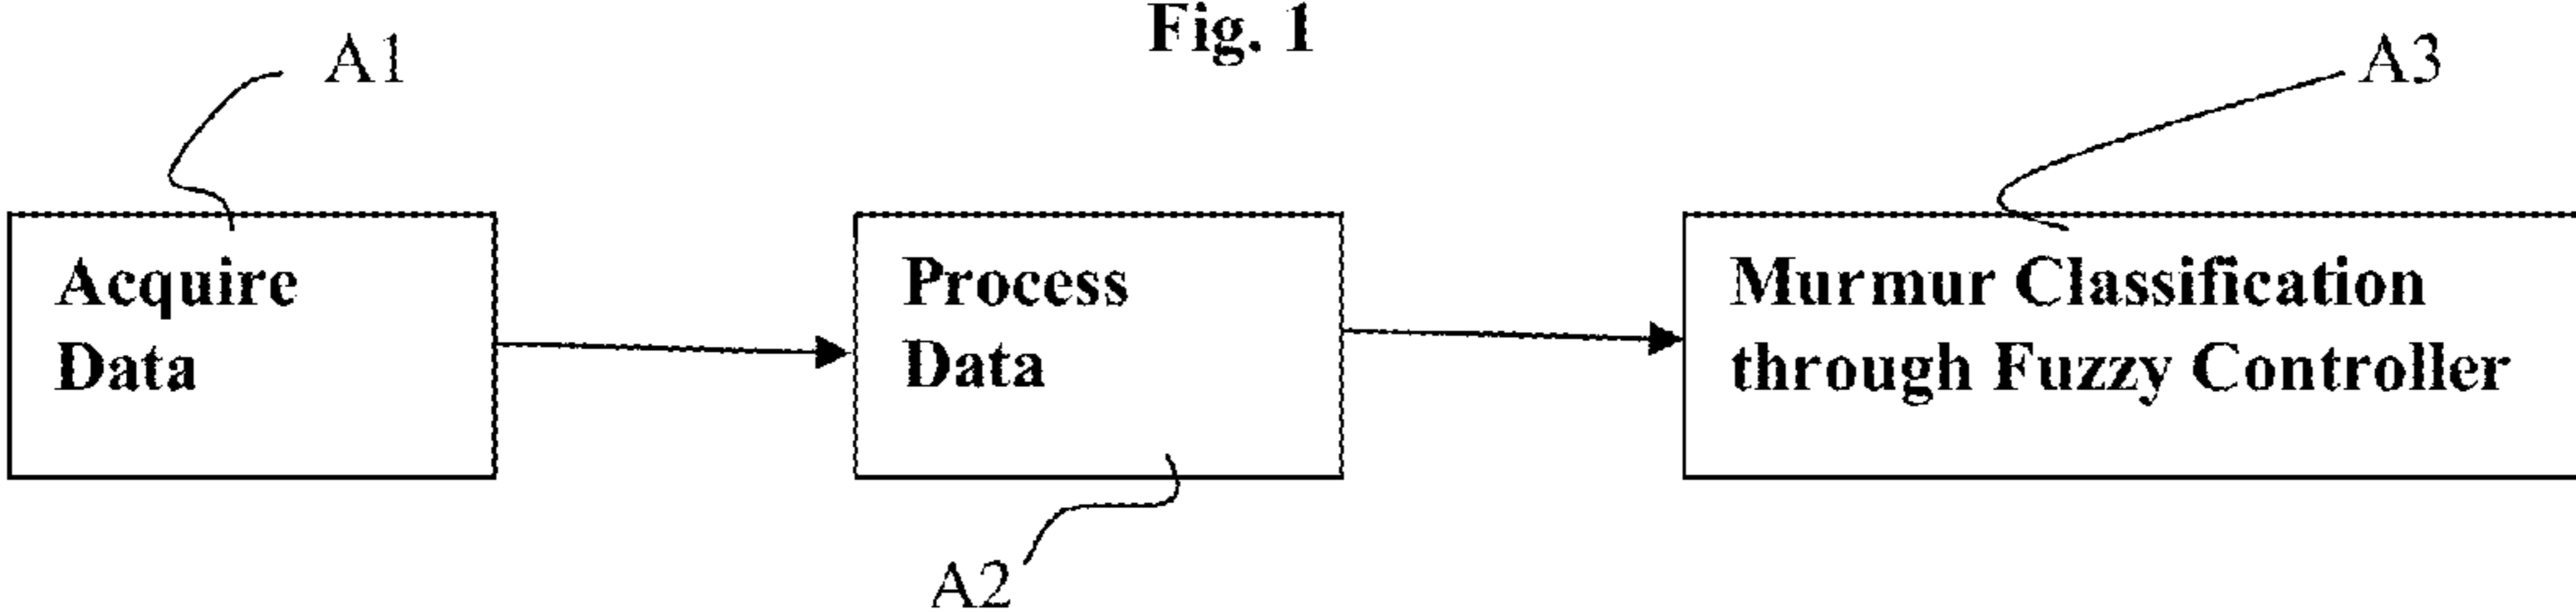 Fig. 1
A1
A3
Acquire
Data
Process
Data
Murmur Classification
through Fuzzy Controller
A2